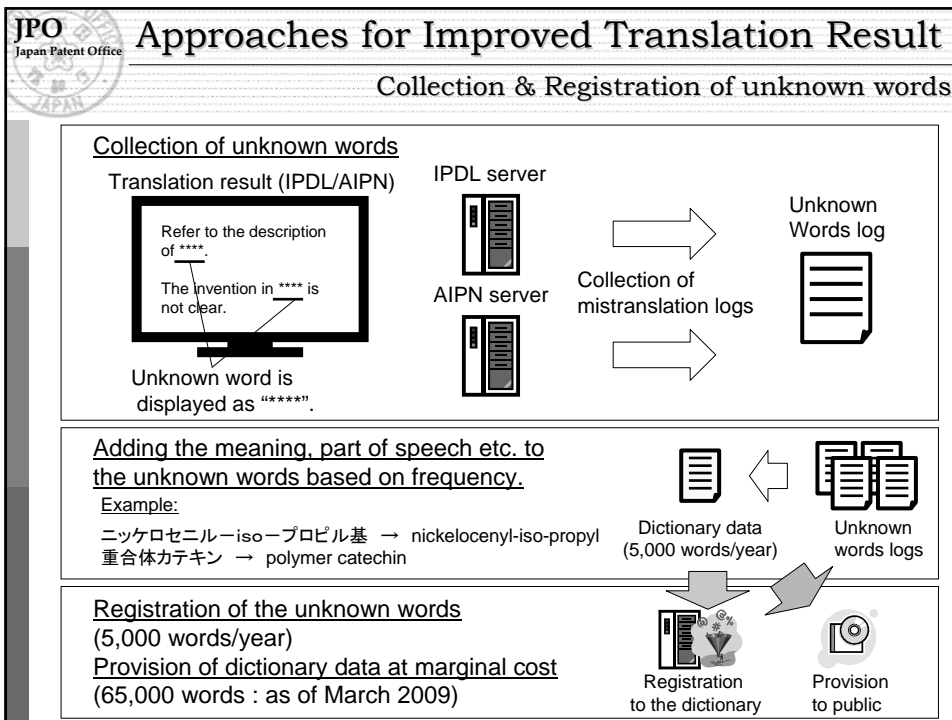 JPO
Japan Patent Office
Approaches for Improved Translation Result
Collection & Registration of unknown words
JAPAN
Collection of unknown words
Translation result (IPDL/AIPN)
Refer to the description
of ****.
The invention in **** is
not clear.
Unknown word is
displayed as “****”.
IPDL server
AIPN server
Collection of
mistranslation logs
Unknown
Words log
Adding the meaning, part of speech etc. to
the unknown words based on frequency.
Example:
ニッケロセニルーisoープロピル基 → nickelocenyl-iso-propyl
重合体カテキン → polymer catechin
Dictionary data
(5,000 words/year)
Unknown
words logs
Registration of the unknown words
(5,000 words/year)
Provision of dictionary data at marginal cost
(65,000 words : as of March 2009)
@ # @ %
Registration
to the dictionary
Provision
to public